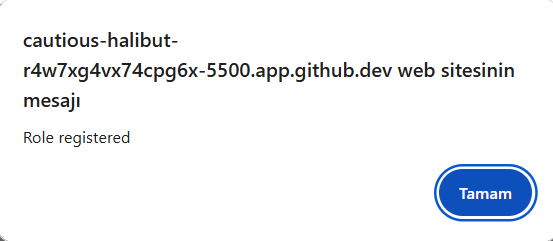 cautious-halibut-
r4w7xg4vx74cpg6x-5500.app.github.dev web sitesinin
mesajı
Role registered
Tamam